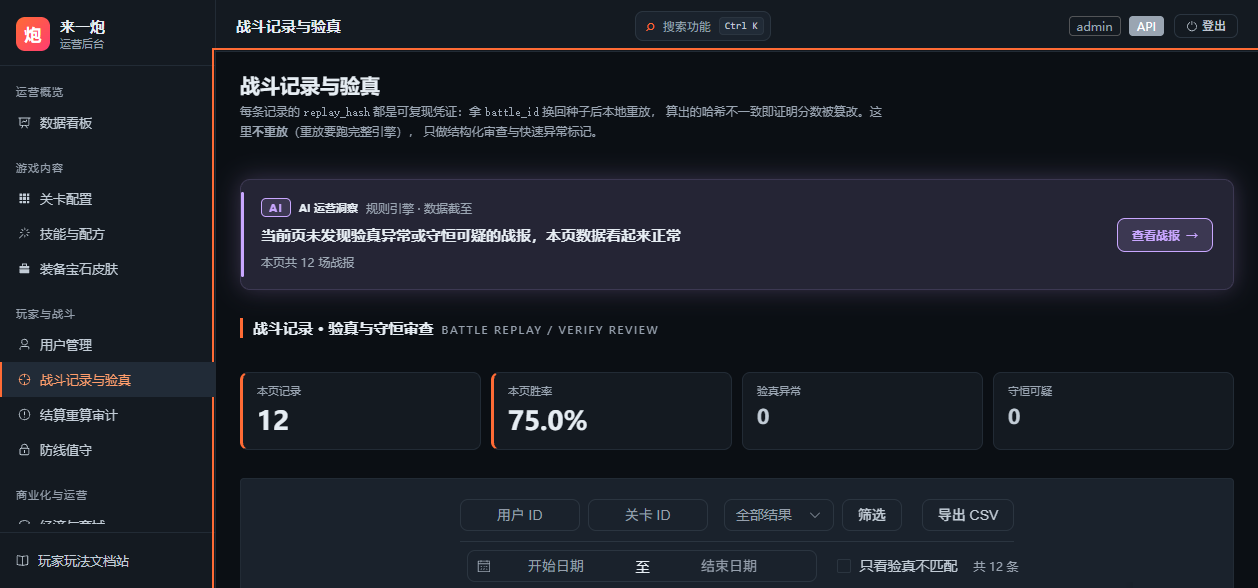 炮
来一炮
运营后台
战斗记录与验真
搜索功能
Ctrl K
admin
API
登出
运营概览
数据看板
游戏内容
关卡配置
技能与配方
装备宝石皮肤
玩家与战斗
用户管理
战斗记录与验真
结算重算审计
防线值守
商业化与运营
玩家玩法文档站
战斗记录与验真
每条记录的 replay_hash 都是可复现凭证：拿 battle_id 换回种子后本地重放， 算出的哈希不一致即证明分数被篡改。这
里不重放（重放要跑完整引擎）， 只做结构化审查与快速异常标记。
AI
AI 运营洞察
规则引擎 · 数据截至
当前页未发现验真异常或守恒可疑的战报，本页数据看起来正常
本页共 12 场战报
查看战报 →
战斗记录 • 验真与守恒审查
BATTLE REPLAY / VERIFY REVIEW
本页记录
12
本页胜率
75.0%
验真异常
0
守恒可疑
0
用户 ID
关卡 ID
全部结果
筛选
导出 CSV
开始日期
至
结束日期
只看验真不匹配
共 12 条